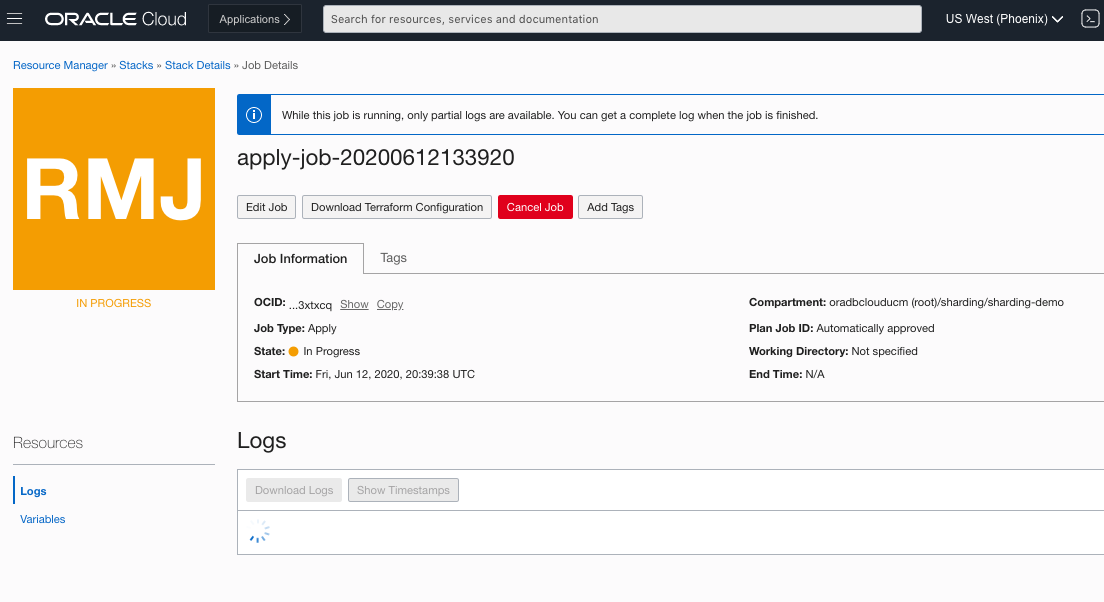 ORACLE Cloud Applications Search for resources, services and documentation US West (Phoenix)
Resource Manager » Stacks » Stack Details » Job Details
RMJ
IN PROGRESS
While this job is running, only partial logs are available. You can get a complete log when the job is finished.
apply-job-20200612133920
Edit Job Download Terraform Configuration Cancel Job Add Tags
Job Information Tags
OCID: ...3xtxcq Show Copy
Job Type: Apply
State: In Progress
Start Time: Fri, Jun 12, 2020, 20:39:38 UTC
Compartment: oradbclouducm (root)/sharding/sharding-demo
Plan Job ID: Automatically approved
Working Directory: Not specified
End Time: N/A
Resources
Logs
Variables
Logs
Download Logs Show Timestamps